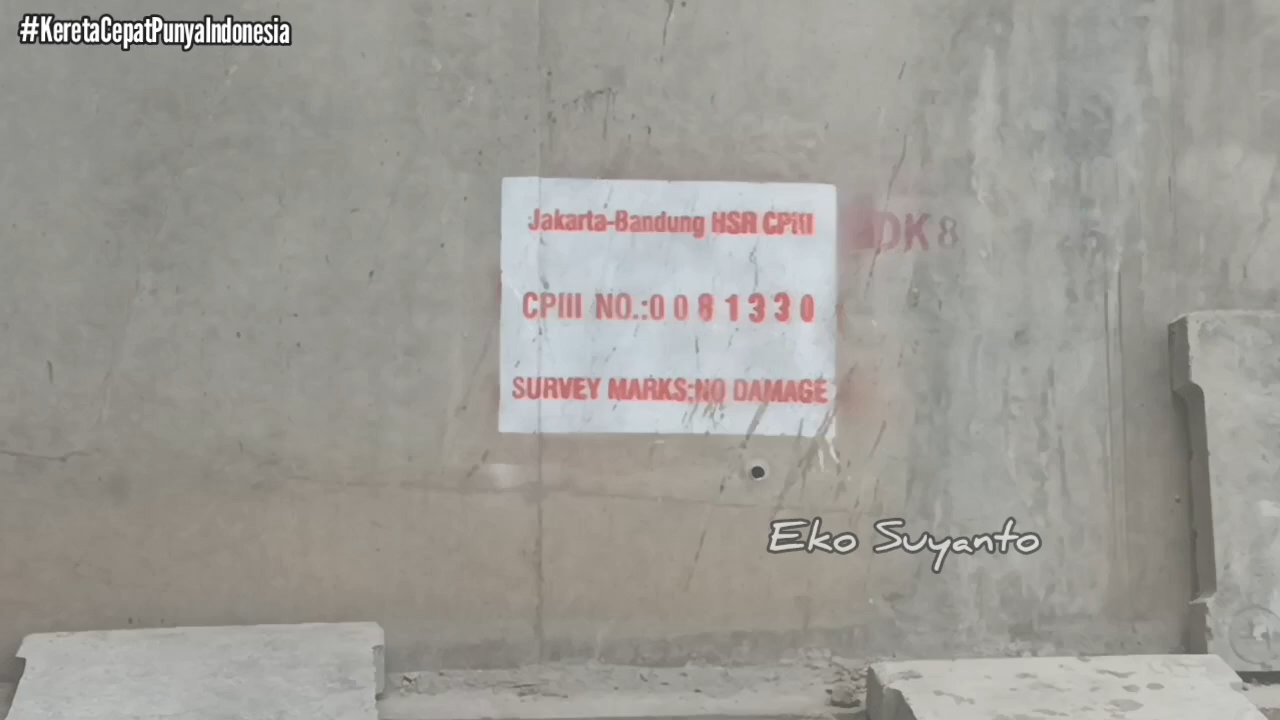 #KeretaCepatPunyaIndonesia
Jakarta-Bandung HSR CPIII
DK8
CPIII NO.:0081330
SURVEY MARKS:NO DAMAGE
Eko Suyanto